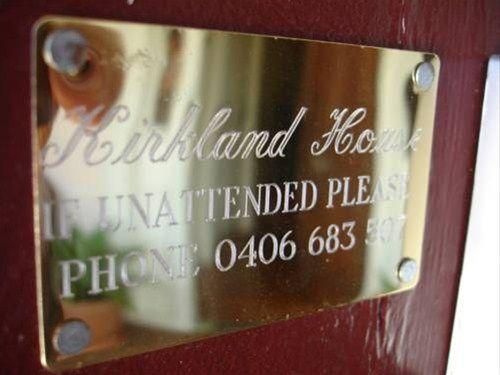 Kirkland House
IF UNATTENDED PLEASE
PHONE 0406 683 507